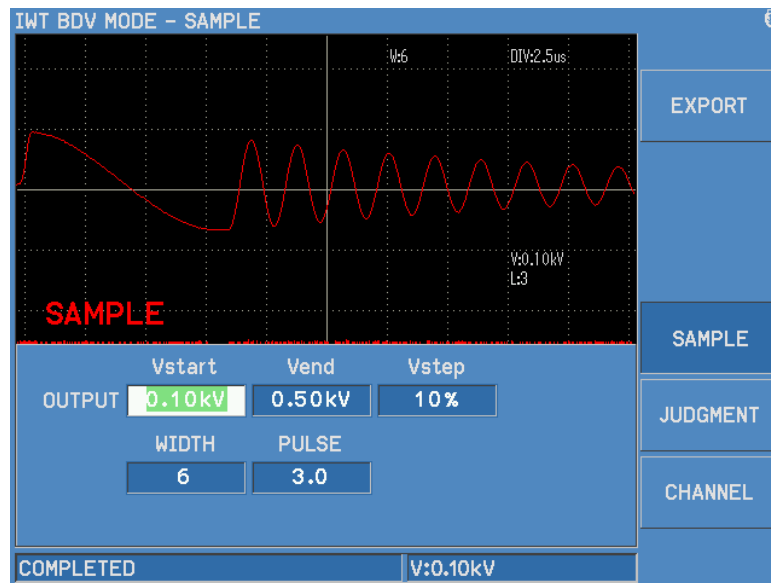 IWT BDV MODE - SAMPLE
W:6 DIV:2.5us
EXPORT
V:0.10kV
L:3
SAMPLE
SAMPLE
Vstart Vend Vstep
OUTPUT 0.10kV 0.50kV 10%
JUDGMENT
WIDTH PULSE
6 3.0
CHANNEL
COMPLETED V:0.10kV